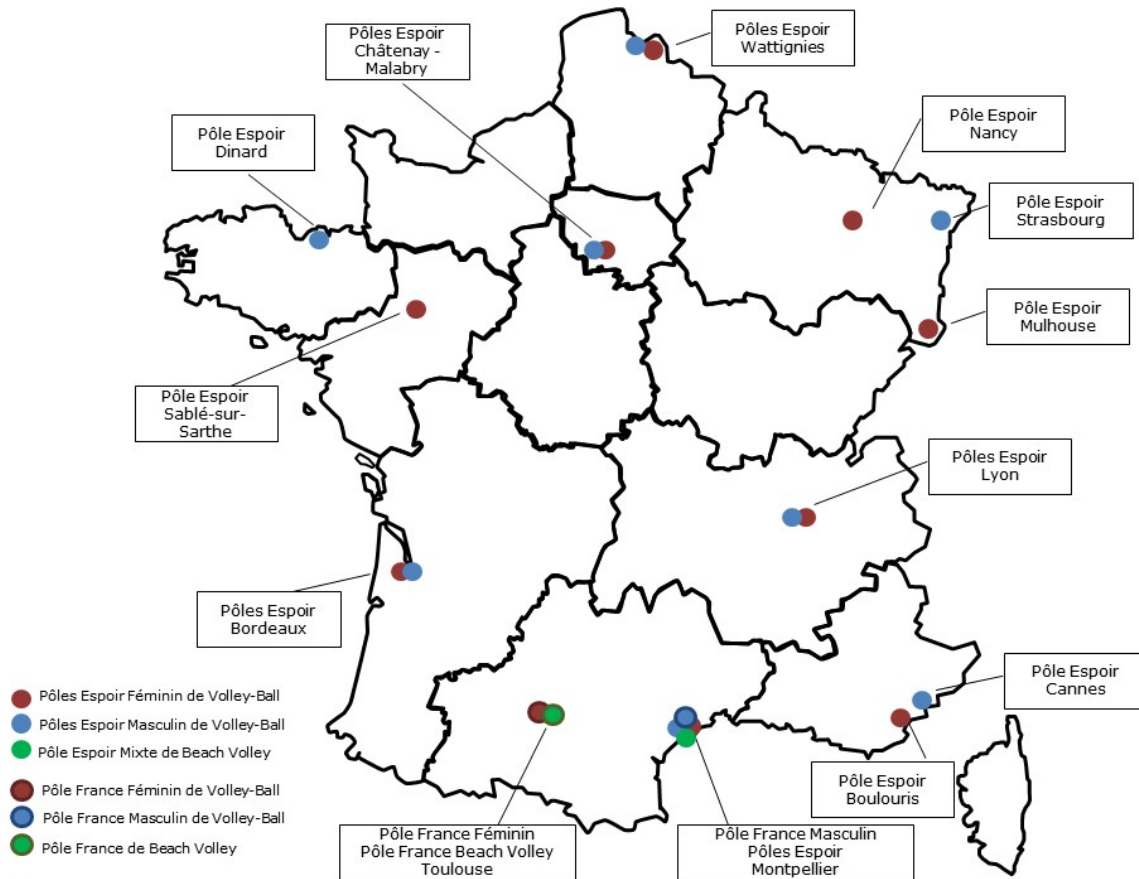 Pôles Espoir
Châtenay -
Malabry
Pôles Espoir
Wattignies
Pôle Espoir
Dinard
Pôle Espoir
Nancy
Pôle Espoir
Strasbourg
Pôle Espoir
Mulhouse
Pôle Espoir
Sablé-sur-
Sarthe
Pôles Espoir
Lyon
Pôles Espoir
Bordeaux
Pôle Espoir
Cannes
Pôle Espoir
Boulouris
Pôles Espoir Féminin de Volley-Ball
Pôles Espoir Masculin de Volley-Ball
Pôle Espoir Mixte de Beach Volley
Pôle France Féminin de Volley-Ball
Pôle France Masculin de Volley-Ball
Pôle France de Beach Volley
Pôle France Féminin
Pôle France Beach Volley
Toulouse
Pôle France Masculin
Pôles Espoir
Montpellier